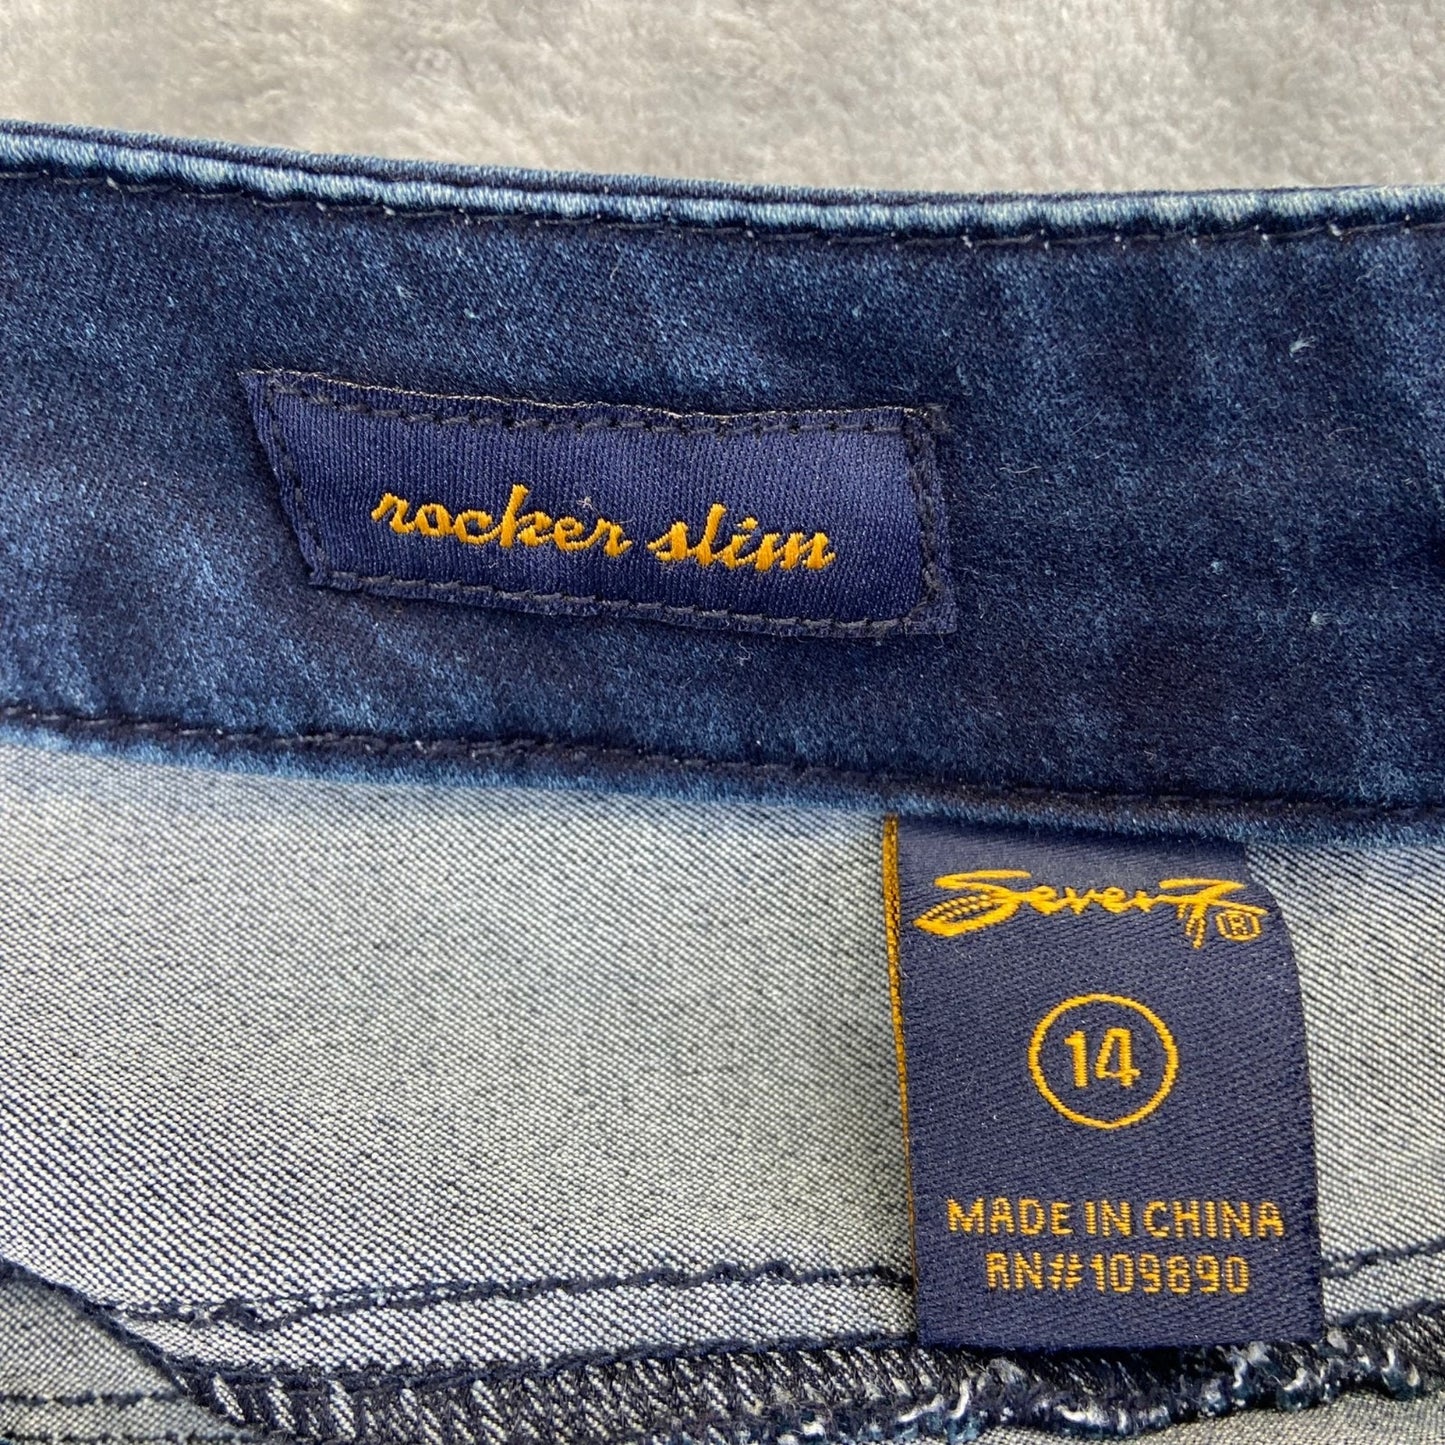 rocker slim
Seven7®
14
MADE IN CHINA
RN#109890